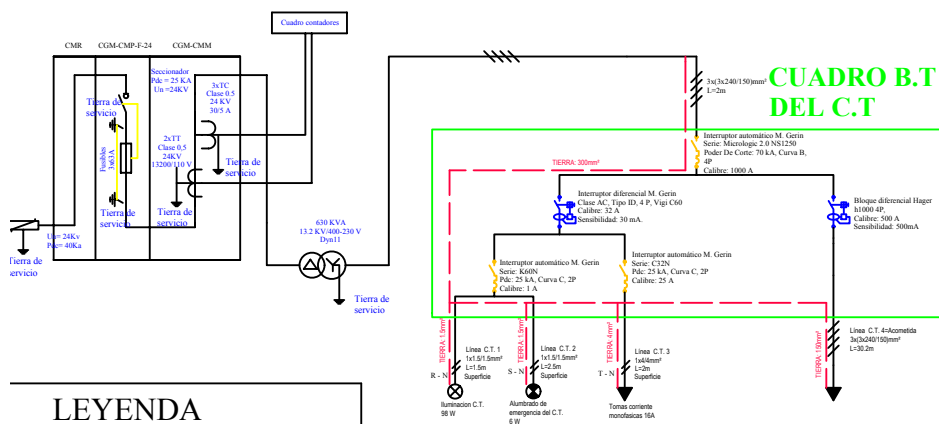 Cuadro contadores
CMR
CGM-CMP-F-24
CGM-CMM
Seccionador
Pdc = 25 KA
Un =24KV
3xTC
Clase 0.5
24 KV
30/5 A
Tierra de
servicio
Fusibles
3x63A
2xTT
Clase 0,5
24KV
13200/110 V
Tierra de
servicio
Tierra de
servicio
Tierra de
servicio
Un= 24Kv
Pdc= 40Ka
Tierra de
servicio
630 KVA
13.2 KV/400-230 V
Dyn11
Tierra de
servicio
3x(3x240/150)mm²
L=2m
CUADRO B.T
DEL C.T
Interruptor automático M. Gerin
Serie: Micrologic 2.0 NS1250
Poder De Corte: 70 kA, Curva B,
4P
Calibre: 1000 A
TIERRA: 300mm²
Interruptor diferencial M. Gerin
Clase AC, Tipo ID, 4 P, Vigi C60
Calibre: 32 A
Sensibilidad: 30 mA.
Bloque diferencial Hager
h1000 4P,
Calibre: 500 A
Sensibilidad: 500mA
Interruptor automático M. Gerin
Serie: K60N
Pdc: 25 kA, Curva C, 2P
Calibre: 1 A
Interruptor automático M. Gerin
Serie: C32N
Pdc: 25 kA, Curva C, 2P
Calibre: 25 A
TIERRA: 1.5mm²
TIERRA: 1.5mm²
TIERRA: 4mm²
TIERRA: 150mm²
Línea C.T. 1
1x1.5/1.5mm²
L=1.5m
Superficie
R - N
Iluminacion C.T.
98 W
Línea C.T. 2
1x1.5/1.5mm²
L=2.5m
Superficie
S - N
Alumbrado de
emergencia del C.T.
6 W
Línea C.T. 3
1x4/4mm²
L=2m
Superficie
T - N
Tomas corriente
monofasicas 16A
Línea C.T. 4=Acometida
3x(3x240/150)mm²
L=30.2m
LEYENDA